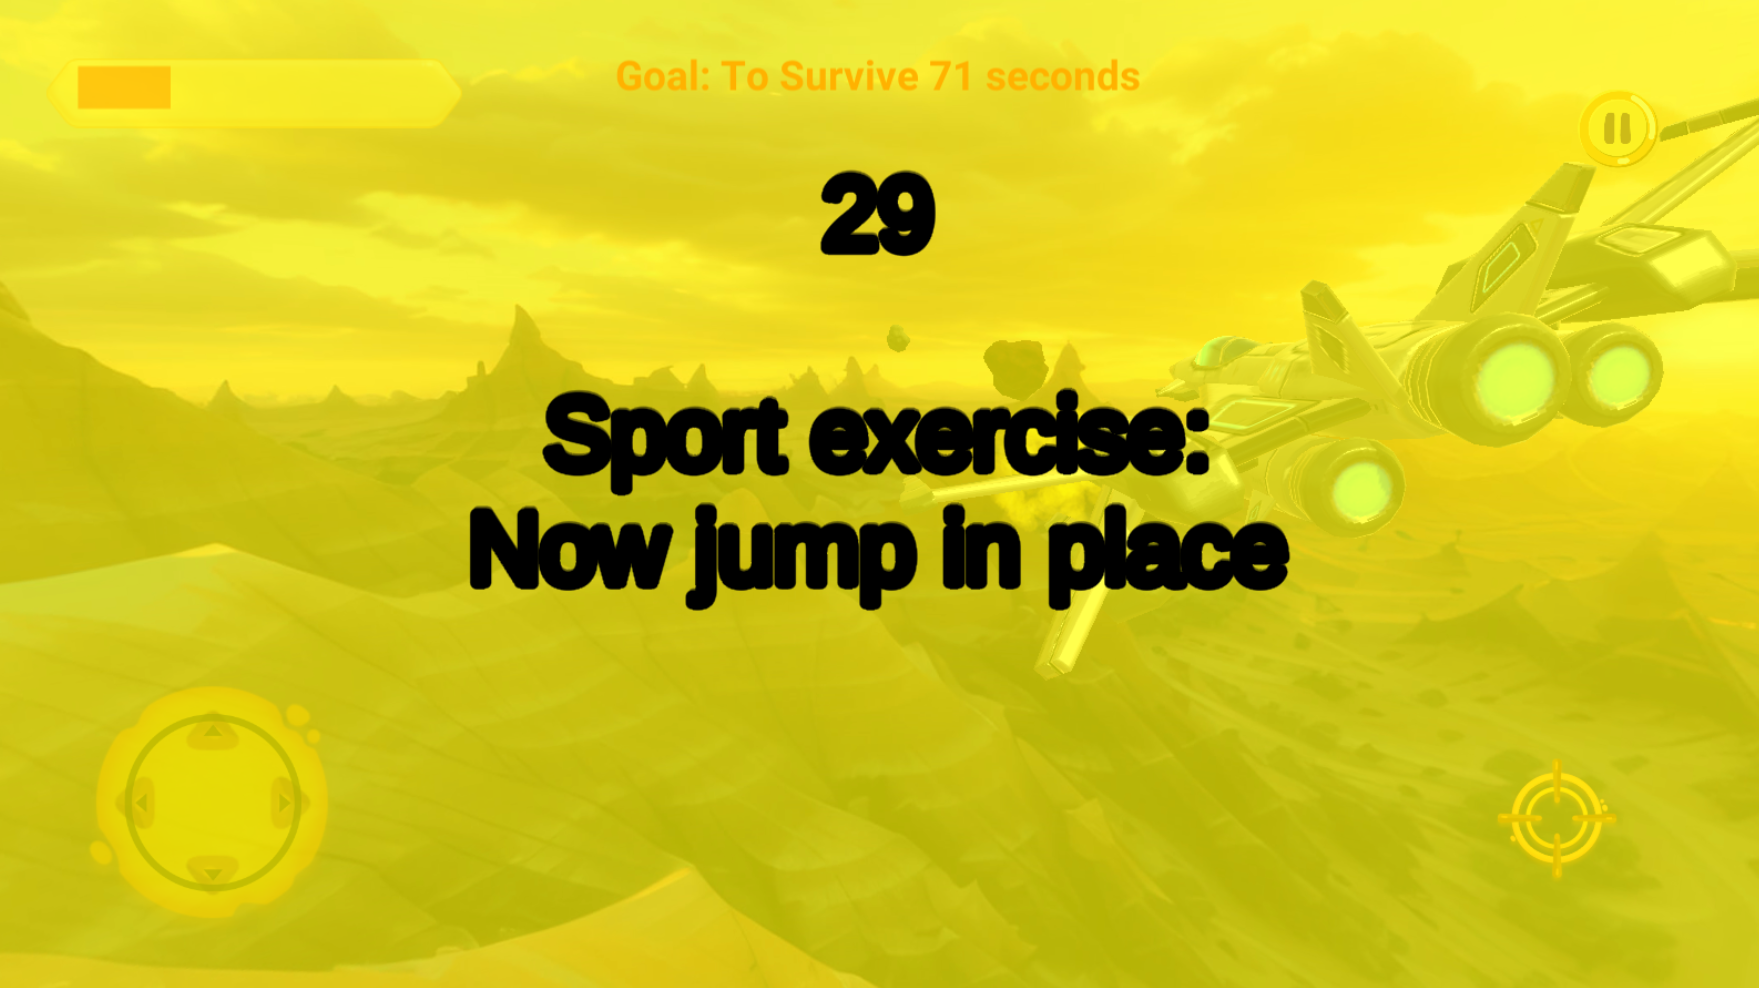 Goal: To Survive 71 seconds
29
Sport exercise:
Now jump in place